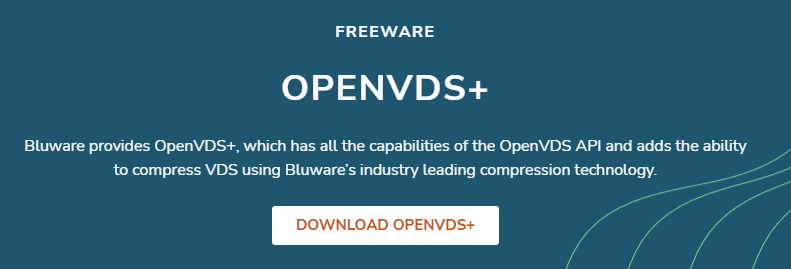 FREEWARE
OPENVDS+
Bluware provides OpenVDS+, which has all the capabilities of the OpenVDS API and adds the ability
to compress VDS using Bluware’s industry leading compression technology.
DOWNLOAD OPENVDS+